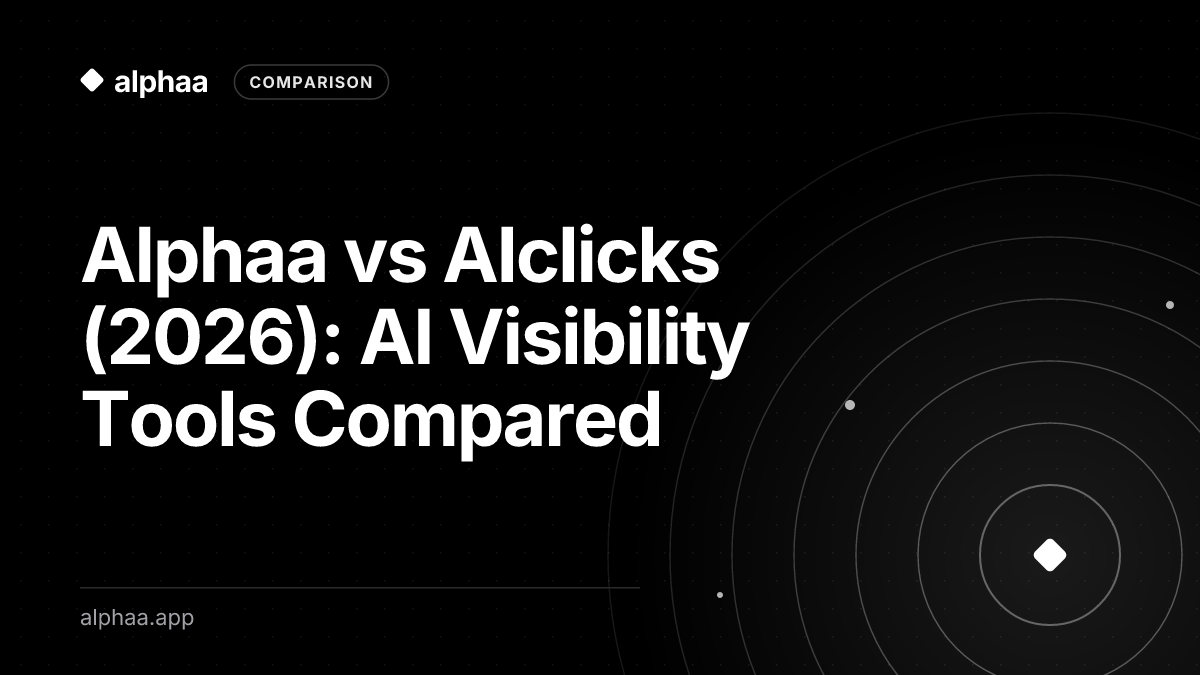 alphaa
COMPARISON
Alphaa vs AIclicks
(2026): AI Visibility
Tools Compared
alphaa.app